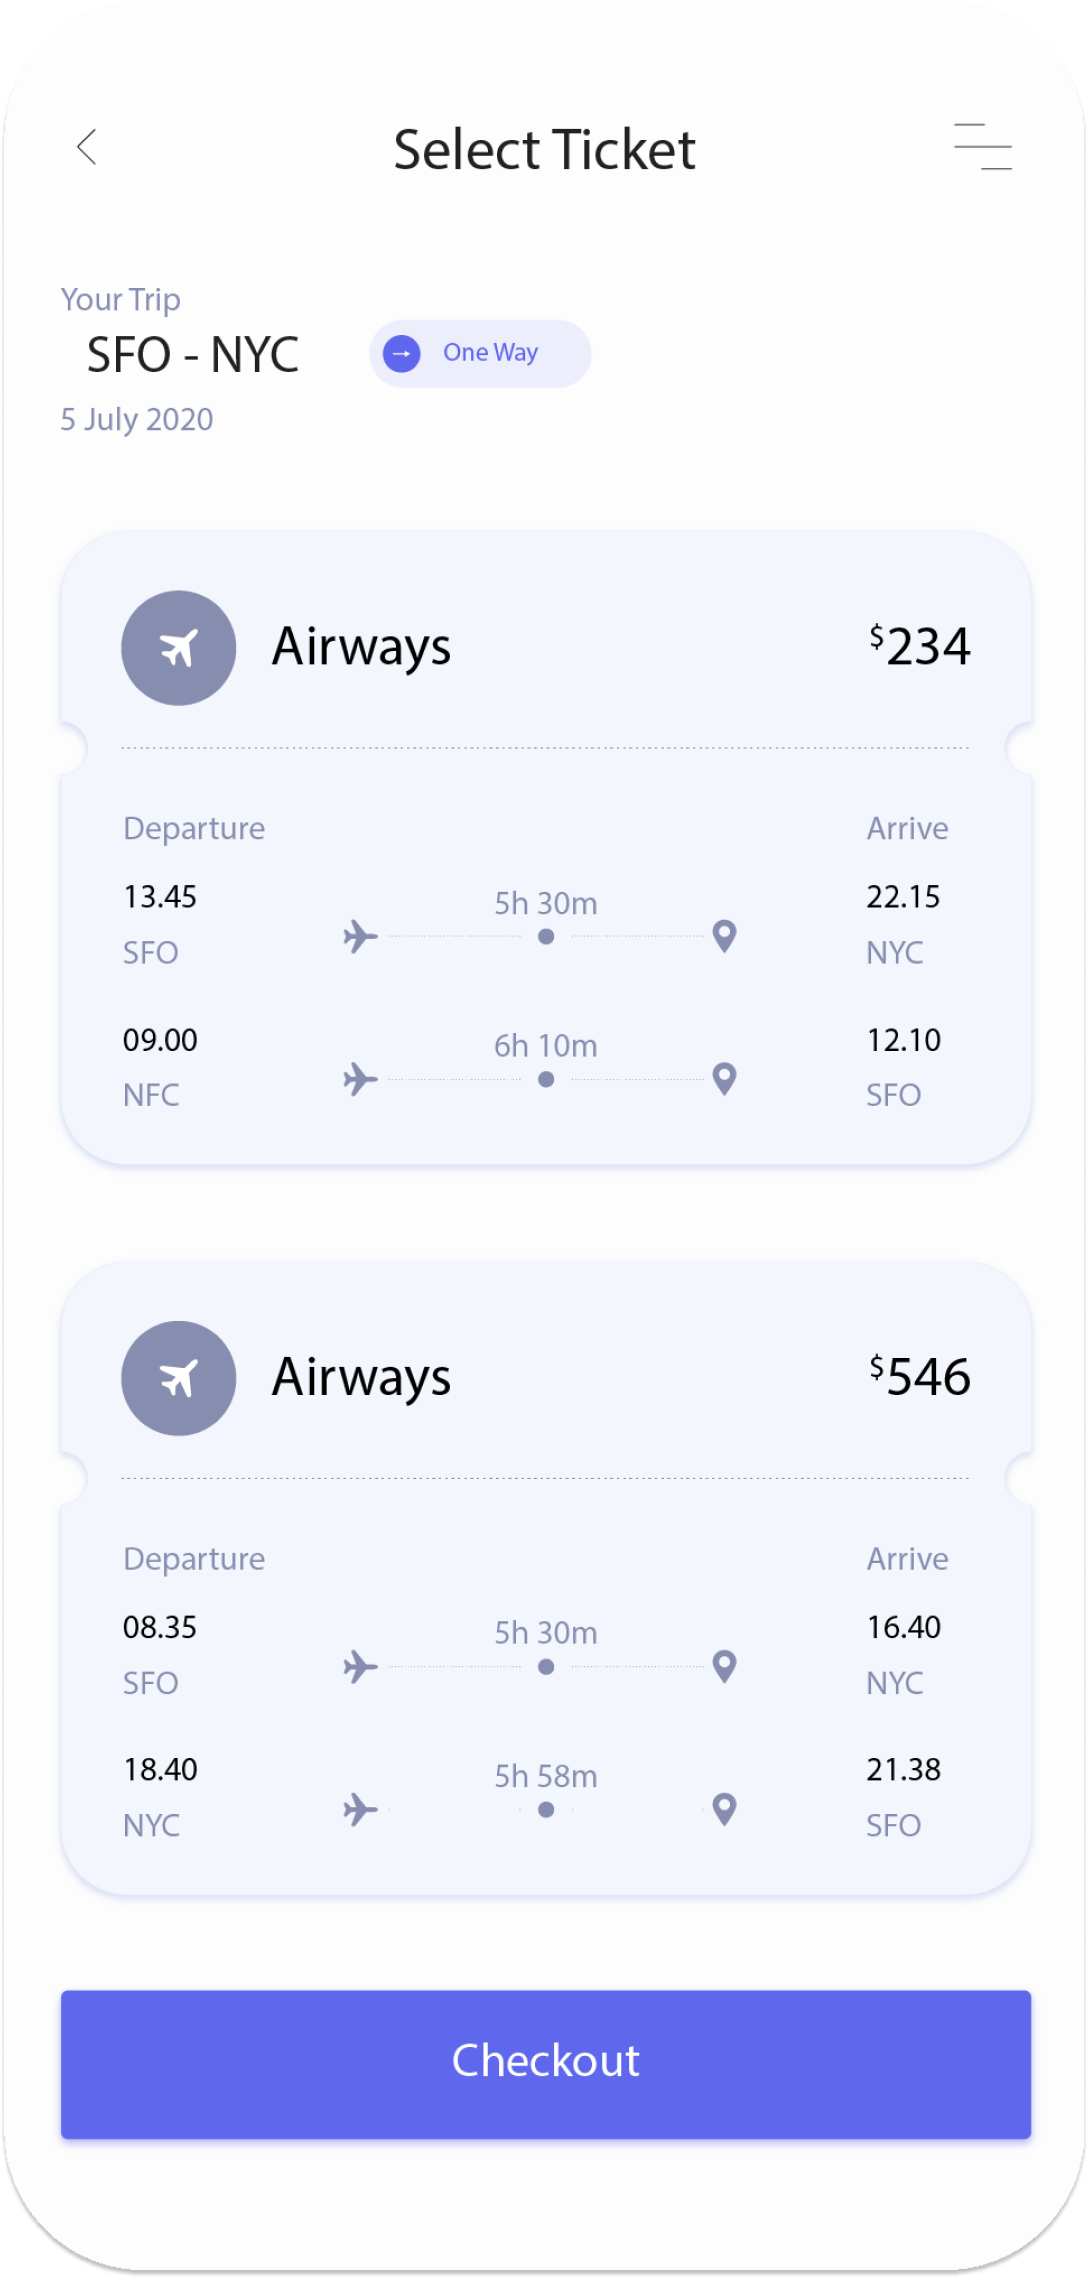 Select Ticket
Your Trip
SFO - NYC
One Way
5 July 2020
Airways
$234
Departure
Arrive
13.45
5h 30m
22.15
SFO
NYC
09.00
6h 10m
12.10
NFC
SFO
Airways
$546
Departure
Arrive
08.35
5h 30m
16.40
SFO
NYC
18.40
5h 58m
21.38
NYC
SFO
Checkout